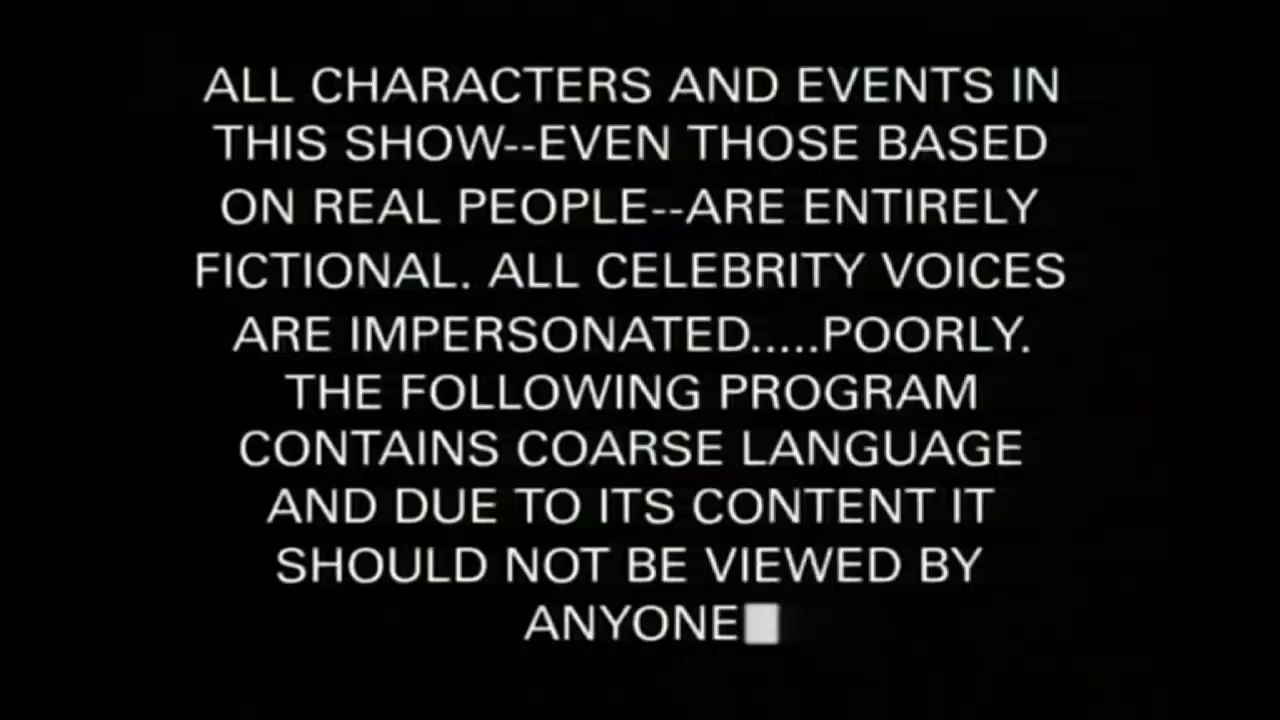 ALL CHARACTERS AND EVENTS IN
THIS SHOW--EVEN THOSE BASED
ON REAL PEOPLE--ARE ENTIRELY
FICTIONAL. ALL CELEBRITY VOICES
ARE IMPERSONATED.....POORLY.
THE FOLLOWING PROGRAM
CONTAINS COARSE LANGUAGE
AND DUE TO ITS CONTENT IT
SHOULD NOT BE VIEWED BY
ANYONE